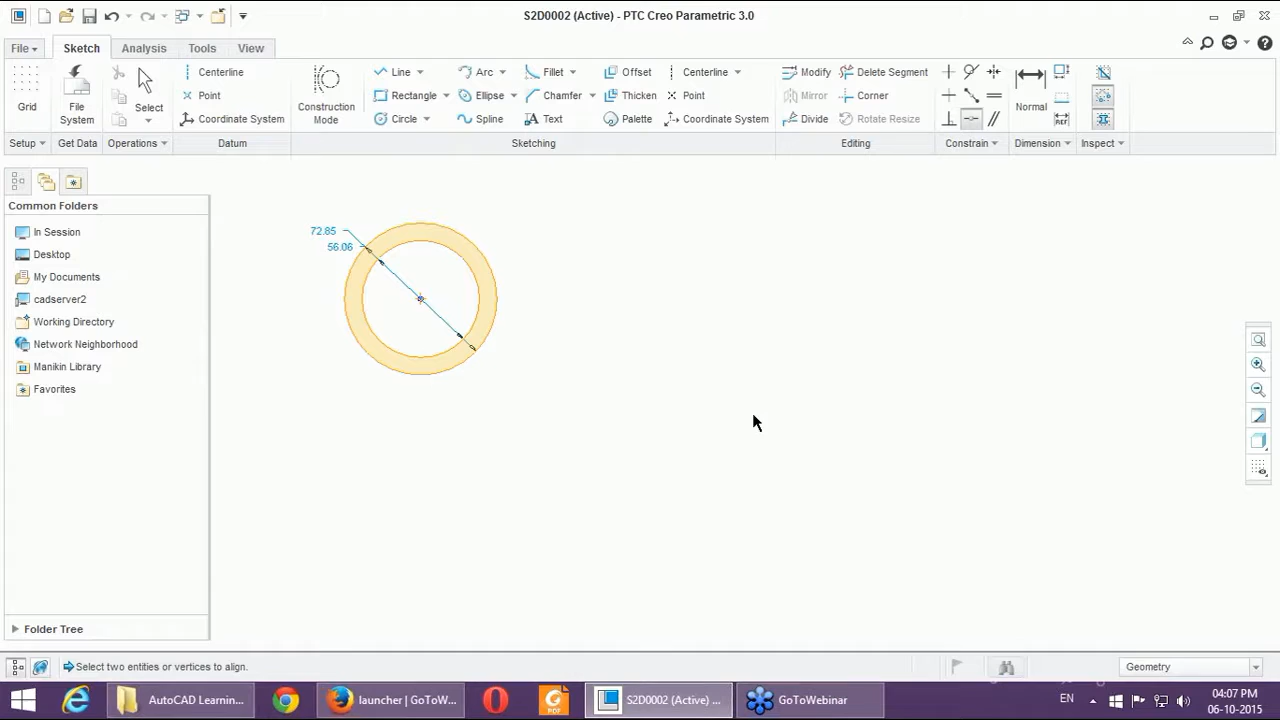 S2D0002 (Active) - PTC Creo Parametric 3.0
File Sketch Analysis Tools View
Grid
Setup
File System
Get Data
Select
Operations
Centerline
Point
Coordinate System
Datum
Construction Mode
Line Arc Fillet Offset Centerline
Rectangle Ellipse Chamfer Thicken Point
Circle Spline Text Palette Coordinate System
Sketching
Modify Delete Segment
Mirror Corner
Divide Rotate Resize
Editing
Constrain
Normal
REF
Dimension
Inspect
Common Folders
In Session
Desktop
My Documents
cadserver2
Working Directory
Network Neighborhood
Manikin Library
Favorites
Folder Tree
72.85
56.06
Select two entities or vertices to align.
Geometry
AutoCAD Learnin...
launcher | GoToW...
PDF
S2D0002 (Active) ...
GoToWebinar
EN
04:07 PM
06-10-2015